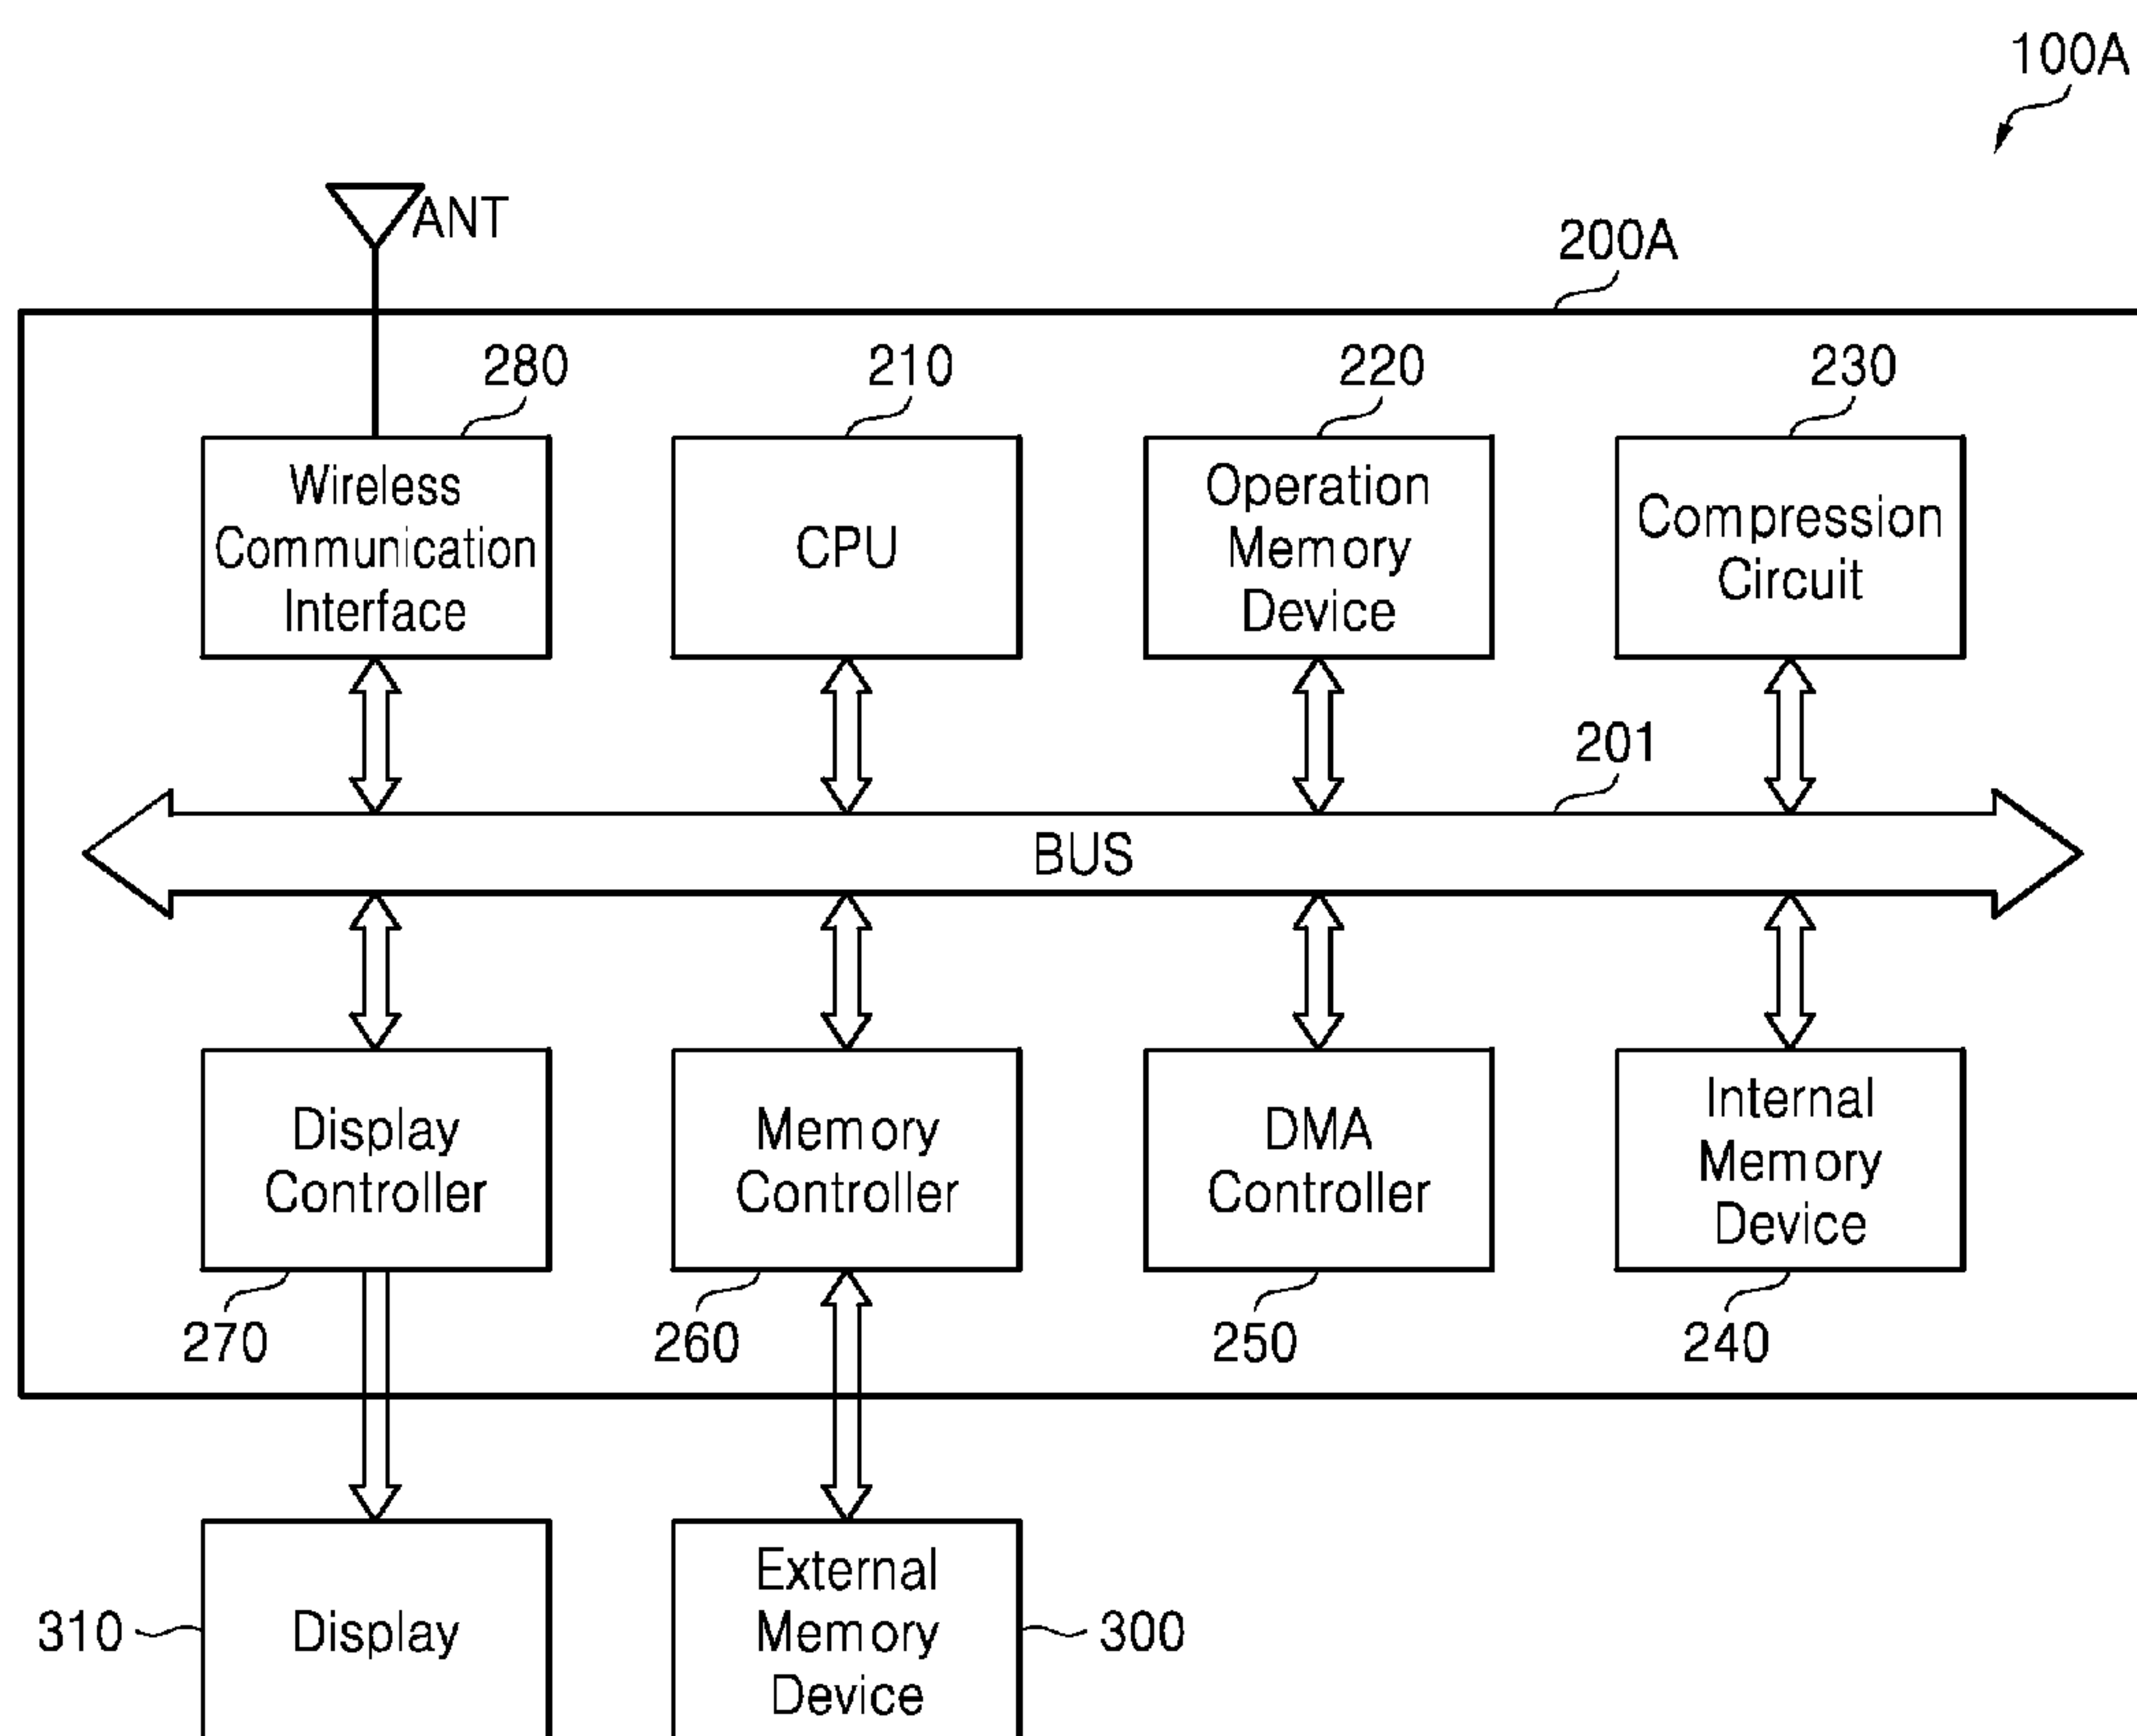 100A
ANT
200A
280
210
220
230
Wireless
Communication
Interface
CPU
Operation
Memory
Device
Compression
Circuit
201
BUS
Display
Controller
Memory
Controller
DMA
Controller
Internal
Memory
Device
270
260
250
240
310
Display
External
Memory
Device
300